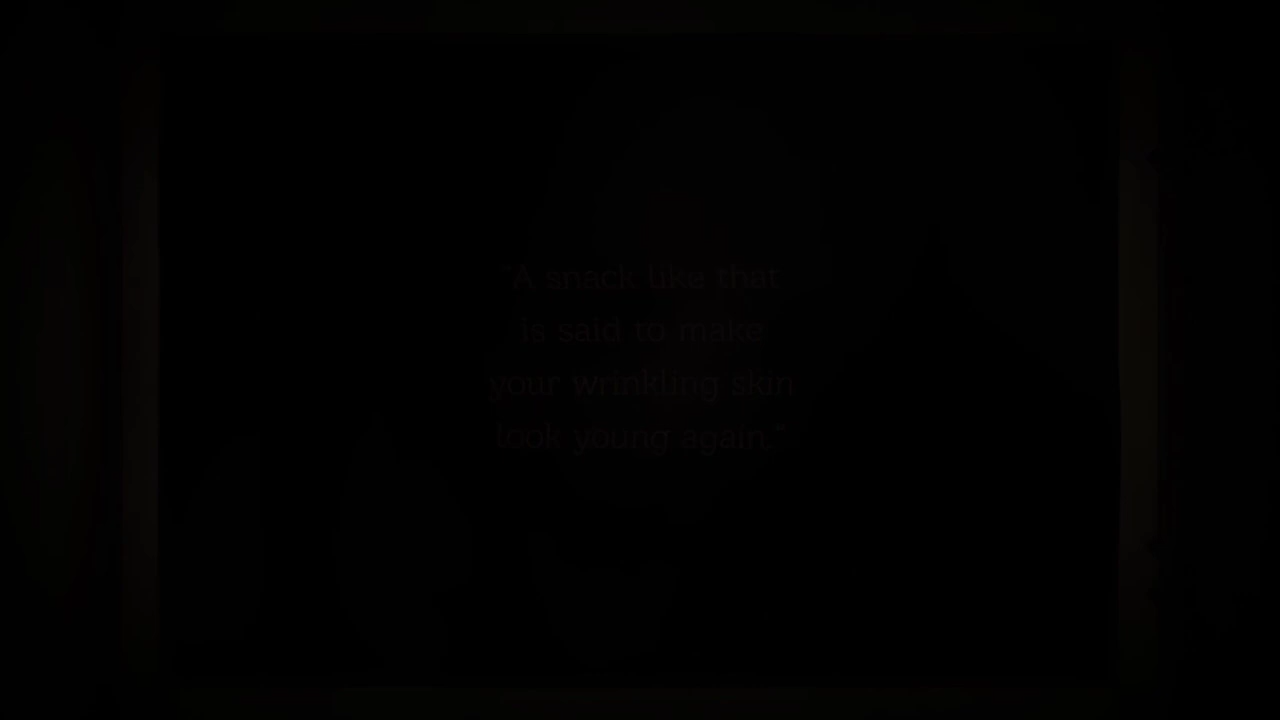 "A snack like that
is said to make
your wrinkling skin
look young again."